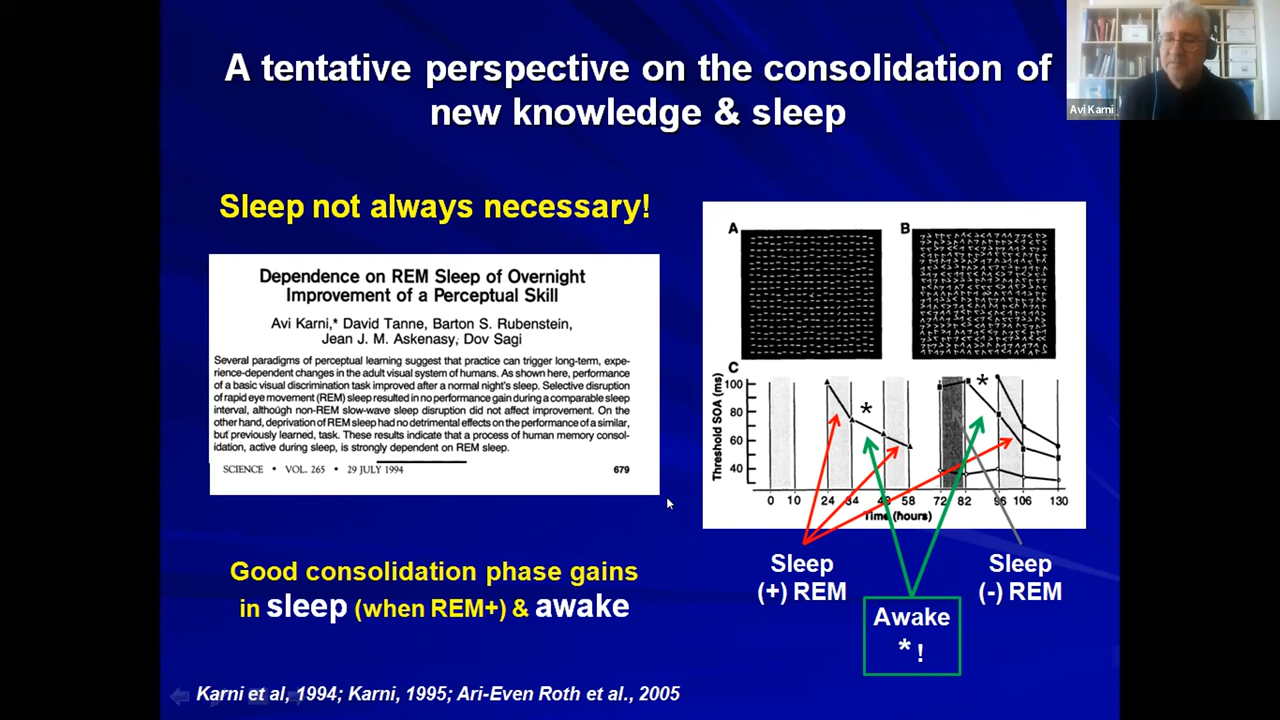 A tentative perspective on the consolidation of
new knowledge & sleep
Avi Karni
Sleep not always necessary!
Dependence on REM Sleep of Overnight
Improvement of a Perceptual Skill
Avi Karni,* David Tanne, Barton S. Rubenstein,
Jean J. M. Askenasy, Dov Sagi
Several paradigms of perceptual learning suggest that practice can trigger long-term, expe-
rience-dependent changes in the adult visual system of humans. As shown here, performance
of a basic visual discrimination task improved after a normal night's sleep. Selective disruption
of rapid eye movement (REM) sleep resulted in no performance gain during a comparable sleep
interval, although non-REM slow-wave sleep disruption did not affect improvement. On the
other hand, deprivation of REM sleep had no detrimental effects on the performance of a similar,
but previously learned, task. These results indicate that a process of human memory consol-
idation, active during sleep, is strongly dependent on REM sleep.
SCIENCE • VOL. 265 • 29 JULY 1994 679
A B
C
Threshold SOA (ms)
100
80
60
40
* *
0 10 24 34 48 58 72 82 96 106 130
Time (hours)
Sleep
(+) REM
Sleep
(-) REM
Awake
* !
Good consolidation phase gains
in sleep (when REM+) & awake
Karni et al, 1994; Karni, 1995; Ari-Even Roth et al., 2005